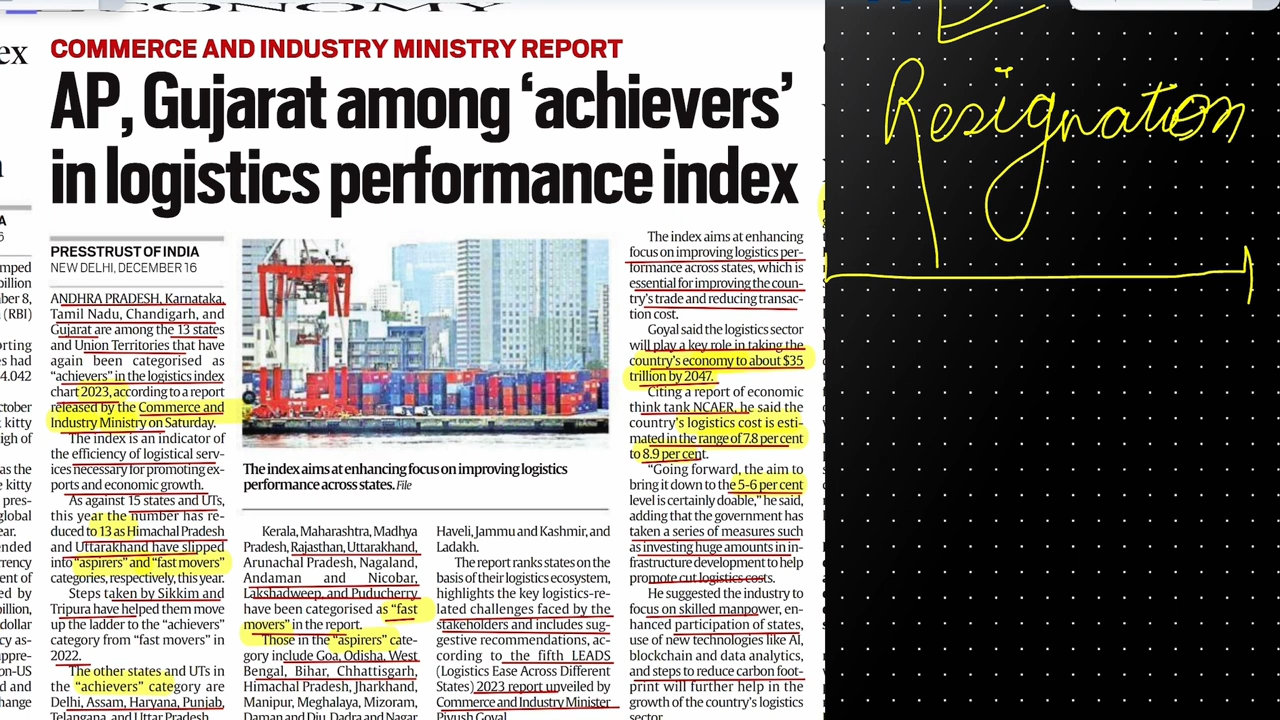 ECONOMY
COMMERCE AND INDUSTRY MINISTRY REPORT
AP, Gujarat among ‘achievers’
in logistics performance index
PRESS TRUST OF INDIA
NEW DELHI, DECEMBER 16
ANDHRA PRADESH, Karnataka,
Tamil Nadu, Chandigarh, and
Gujarat are among the 13 states
and Union Territories that have
again been categorised as
“achievers” in the logistics index
chart 2023, according to a report
released by the Commerce and
Industry Ministry on Saturday.
The index is an indicator of
the efficiency of logistical serv-
ices necessary for promoting ex-
ports and economic growth.
As against 15 states and UTs,
this year the number has re-
duced to 13 as Himachal Pradesh
and Uttarakhand have slipped
into “aspirers” and “fast movers”
categories, respectively, this year.
Steps taken by Sikkim and
Tripura have helped them move
up the ladder to the “achievers”
category from “fast movers” in
2022.
The other states and UTs in
the “achievers” category are
Delhi, Assam, Haryana, Punjab,
Telangana, and Uttar Pradesh
The index aims at enhancing focus on improving logistics
performance across states. File
Kerala, Maharashtra, Madhya
Pradesh, Rajasthan, Uttarakhand,
Arunachal Pradesh, Nagaland,
Andaman and Nicobar,
Lakshadweep, and Puducherry
have been categorised as “fast
movers” in the report.
Those in the “aspirers” cate-
gory include Goa, Odisha, West
Bengal, Bihar, Chhattisgarh,
Himachal Pradesh, Jharkhand,
Manipur, Meghalaya, Mizoram,
Daman and Diu, Dadra and Nagar
Haveli, Jammu and Kashmir, and
Ladakh.
The report ranks states on the
basis of their logistics ecosystem,
highlights the key logistics-re-
lated challenges faced by the
stakeholders and includes sug-
gestive recommendations, ac-
cording to the fifth LEADS
(Logistics Ease Across Different
States) 2023 report unveiled by
Commerce and Industry Minister
Piyush Goyal.
The index aims at enhancing
focus on improving logistics per-
formance across states, which is
essential for improving the coun-
try’s trade and reducing transac-
tion cost.
Goyal said the logistics sector
will play a key role in taking the
country’s economy to about $35
trillion by 2047.
Citing a report of economic
think tank NCAER, he said the
country’s logistics cost is esti-
mated in the range of 7.8 per cent
to 8.9 per cent.
“Going forward, the aim to
bring it down to the 5-6 per cent
level is certainly doable,” he said,
adding that the government has
taken a series of measures such
as investing huge amounts in in-
frastructure development to help
promote cut logistics costs.
He suggested the industry to
focus on skilled manpower, en-
hanced participation of states,
use of new technologies like AI,
blockchain and data analytics,
and steps to reduce carbon foot-
print will further help in the
growth of the country’s logistics
sector.
Resignation